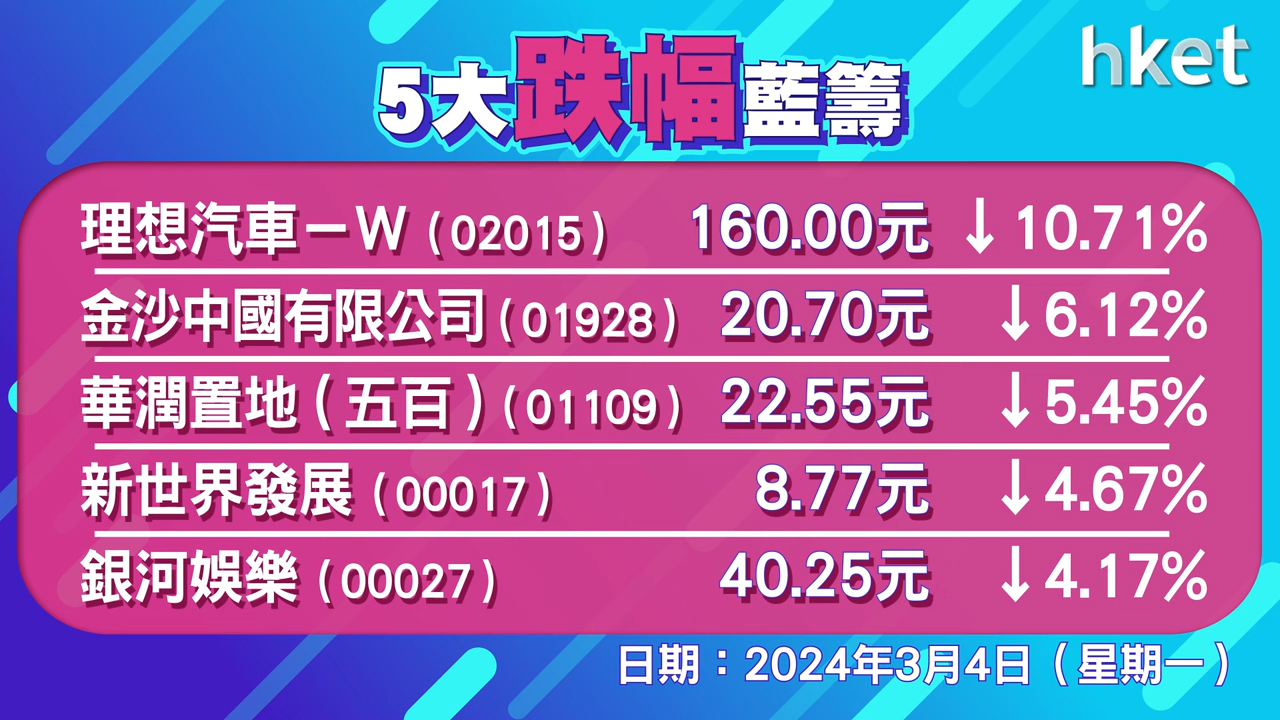 hket
5大跌幅藍籌
理想汽車－W（02015） 160.00元 ↓10.71%
金沙中國有限公司（01928） 20.70元 ↓6.12%
華潤置地（五百）（01109） 22.55元 ↓5.45%
新世界發展（00017） 8.77元 ↓4.67%
銀河娛樂（00027） 40.25元 ↓4.17%
日期：2024年3月4日（星期一）